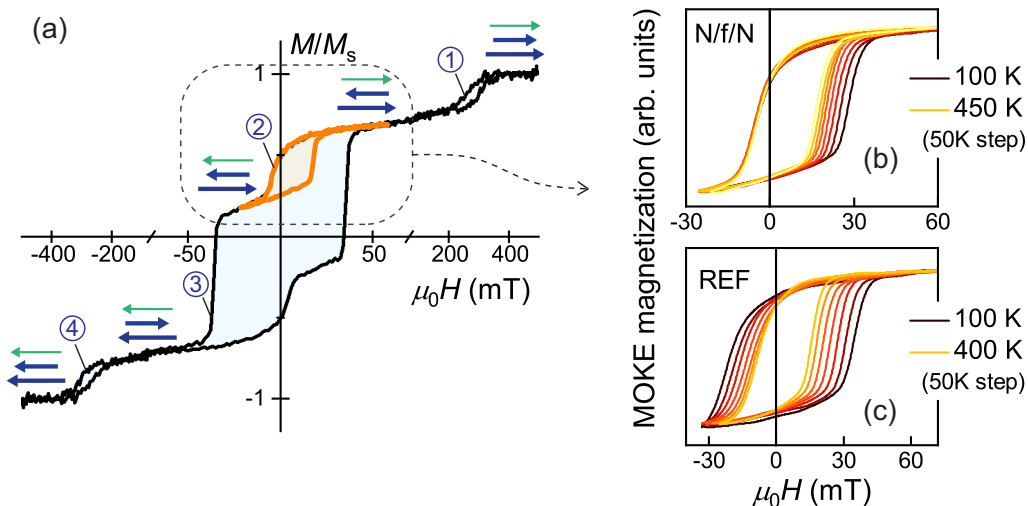 (a)
M/Ms
1
①
②
-400
-200
-50
50
200
400
μ0H (mT)
③
④
-1
MOKE magnetization (arb. units)
N/f/N
100 K
450 K
(50K step)
(b)
-30
0
30
60
REF
100 K
400 K
(50K step)
(c)
-30
0
30
60
μ0H (mT)